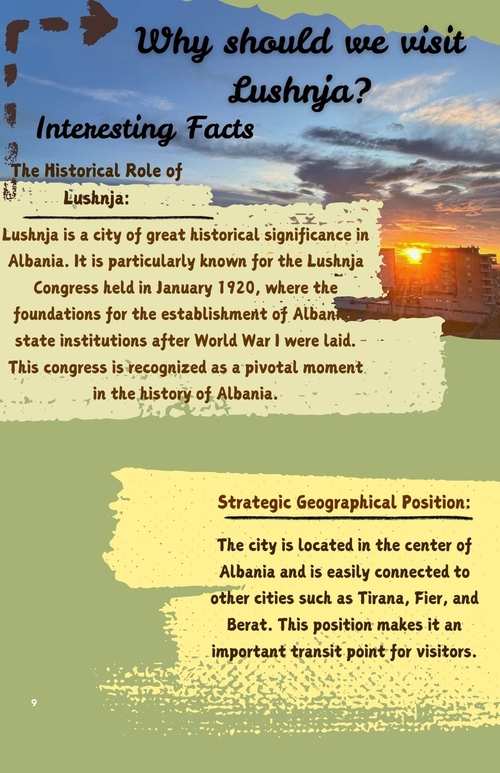 Why should we visit
Lushnja?
Interesting Facts
The Historical Role of
Lushnja:
Lushnja is a city of great historical significance in
Albania. It is particularly known for the Lushnja
Congress held in January 1920, where the
foundations for the establishment of Albanian
state institutions after World War I were laid.
This congress is recognized as a pivotal moment
in the history of Albania.
Strategic Geographical Position:
The city is located in the center of
Albania and is easily connected to
other cities such as Tirana, Fier, and
Berat. This position makes it an
important transit point for visitors.
9